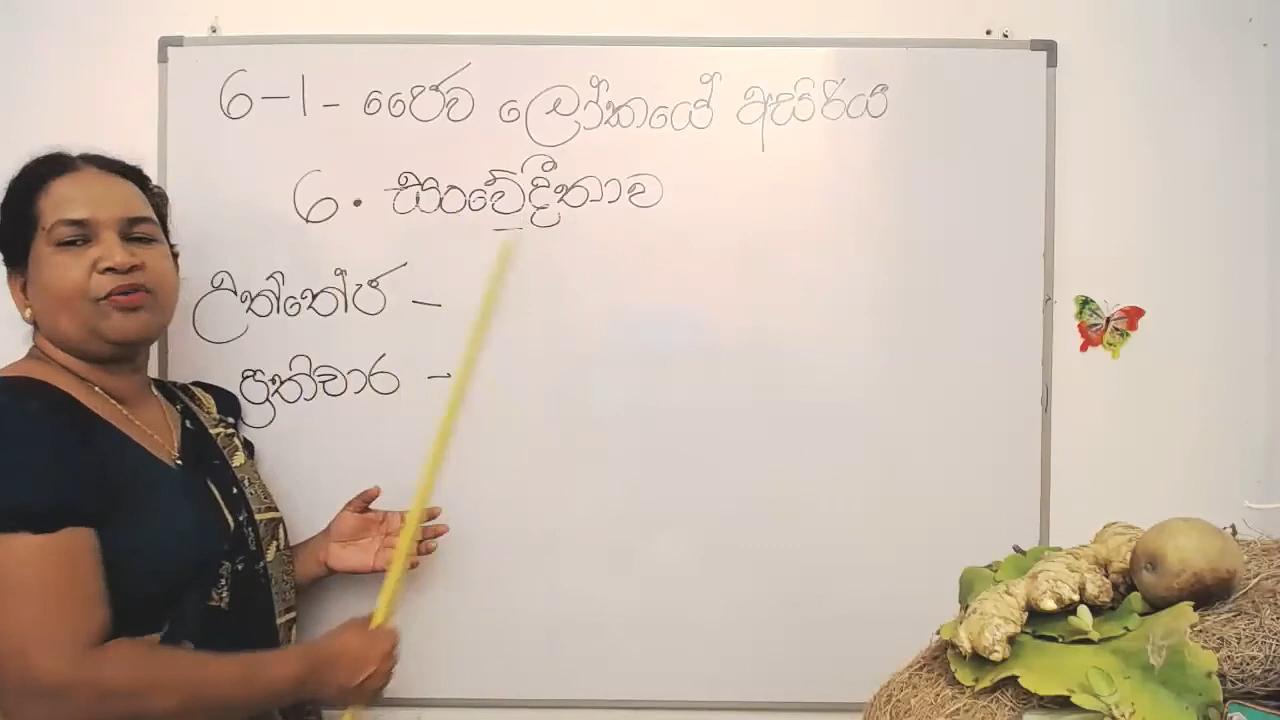 6-1- ජෛව ලෝකයේ අසිරිය
6. සංවේදීතාව
උත්තේජ -
ප්‍රතිචාර -